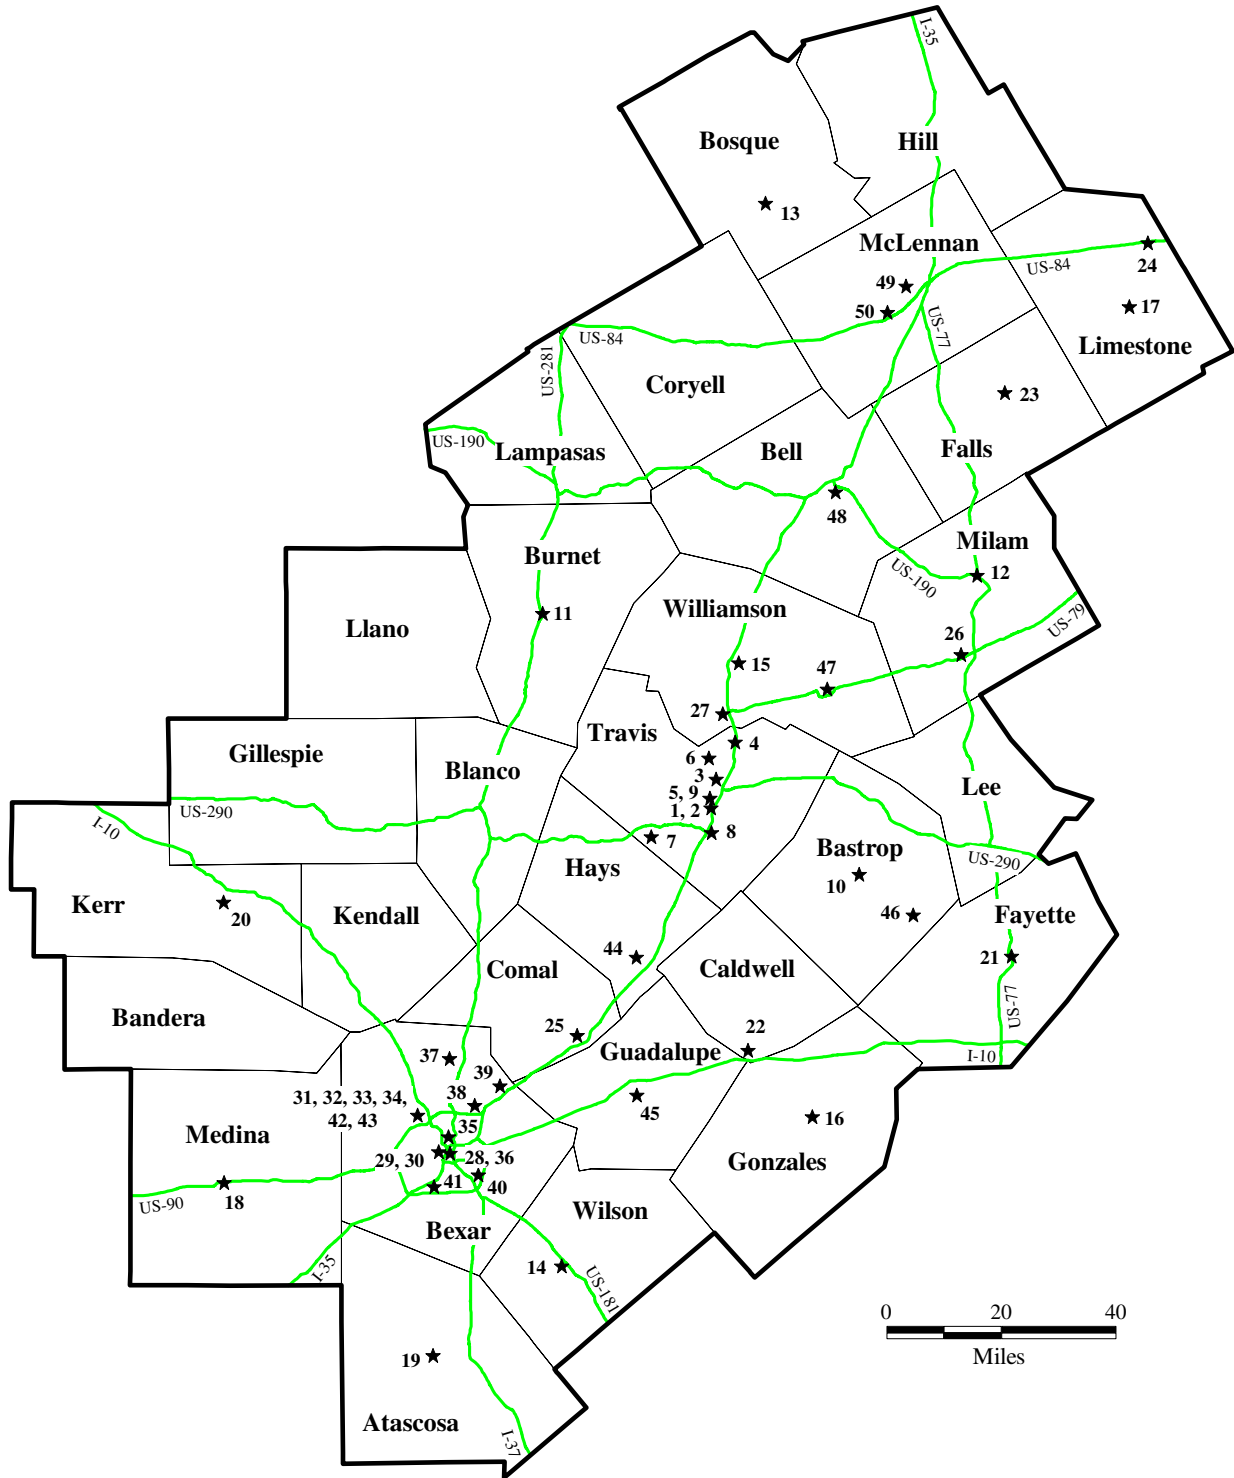 I-35
Bosque
Hill
13
McLennan
US-84
24
49
17
50
US-77
US-84
US-281
Limestone
Coryell
23
US-190
Lampasas
Bell
Falls
48
Milam
Burnet
12
US-190
Williamson
11
Llano
US-79
26
15
47
27
Travis
4
Gillespie
6
Blanco
3
Lee
5, 9
1, 2
US-290
I-10
8
7
Bastrop
US-290
Hays
10
Kerr
20
Kendall
46
Fayette
44
21
Comal
Caldwell
US-77
Bandera
25
22
Guadalupe
I-10
37
39
31, 32, 33, 34,
38
42, 43
45
16
35
Medina
29, 30
28, 36
Gonzales
41
40
18
US-90
Wilson
Bexar
14
I-35
US-181
0 20 40
Miles
19
Atascosa
I-37